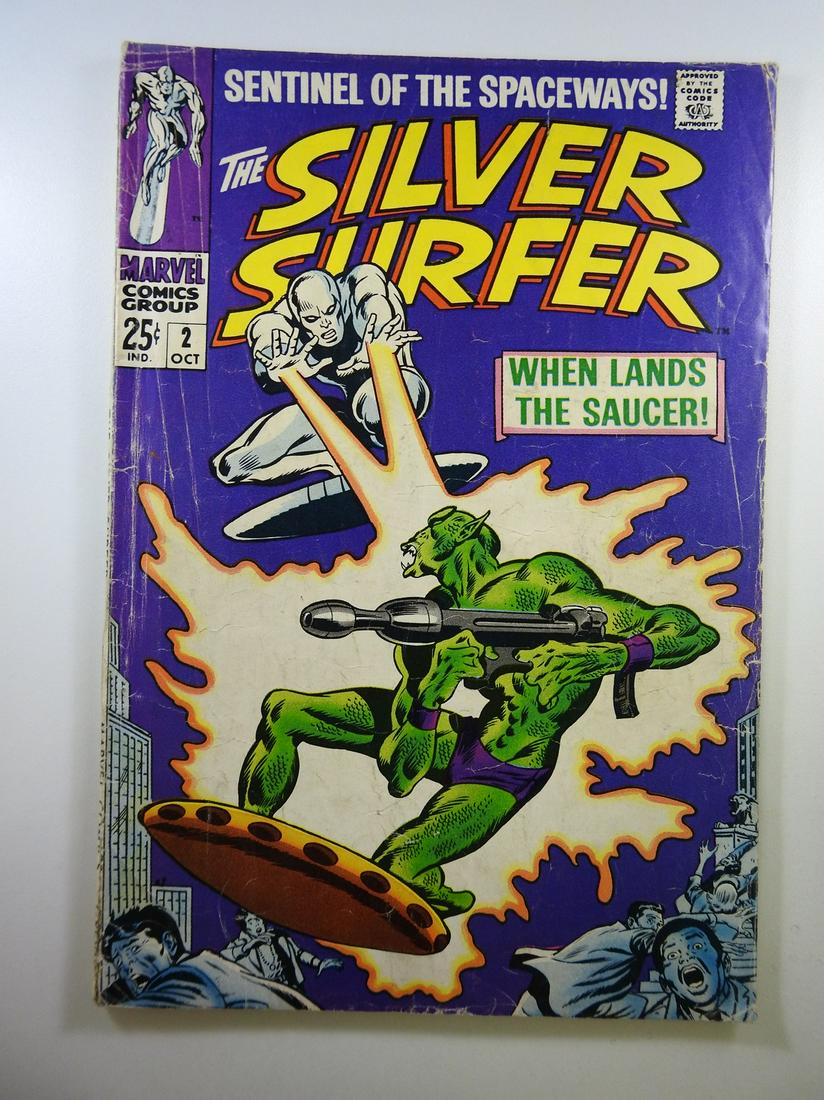 SENTINEL OF THE SPACEWAYS!
APPROVED
BY THE
COMICS
CODE
AUTHORITY
THE SILVER
SURFER
TM
MARVEL
COMICS
GROUP
25¢ 2
IND. OCT
WHEN LANDS
THE SAUCER!